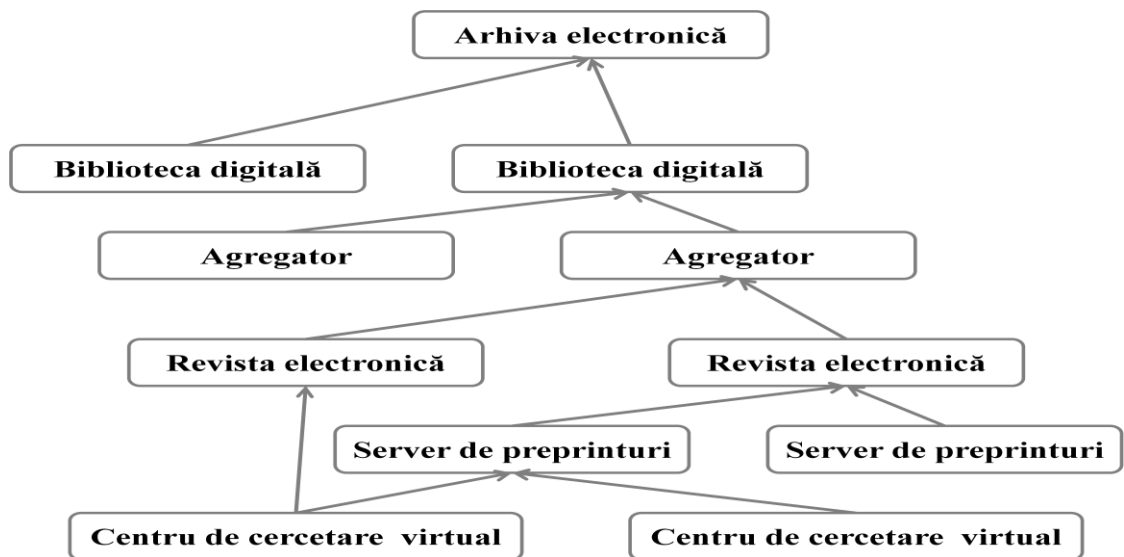 Arhiva electronică
Biblioteca digitală
Biblioteca digitală
Agregator
Agregator
Revista electronică
Revista electronică
Server de preprinturi
Server de preprinturi
Centru de cercetare virtual
Centru de cercetare virtual